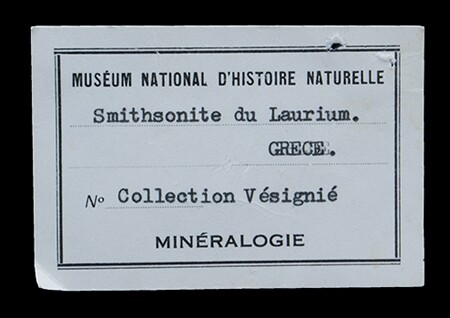 MUSÉUM NATIONAL D'HISTOIRE NATURELLE
Smithsonite du Laurium.
GRECE.
No Collection Vésignié
MINÉRALOGIE